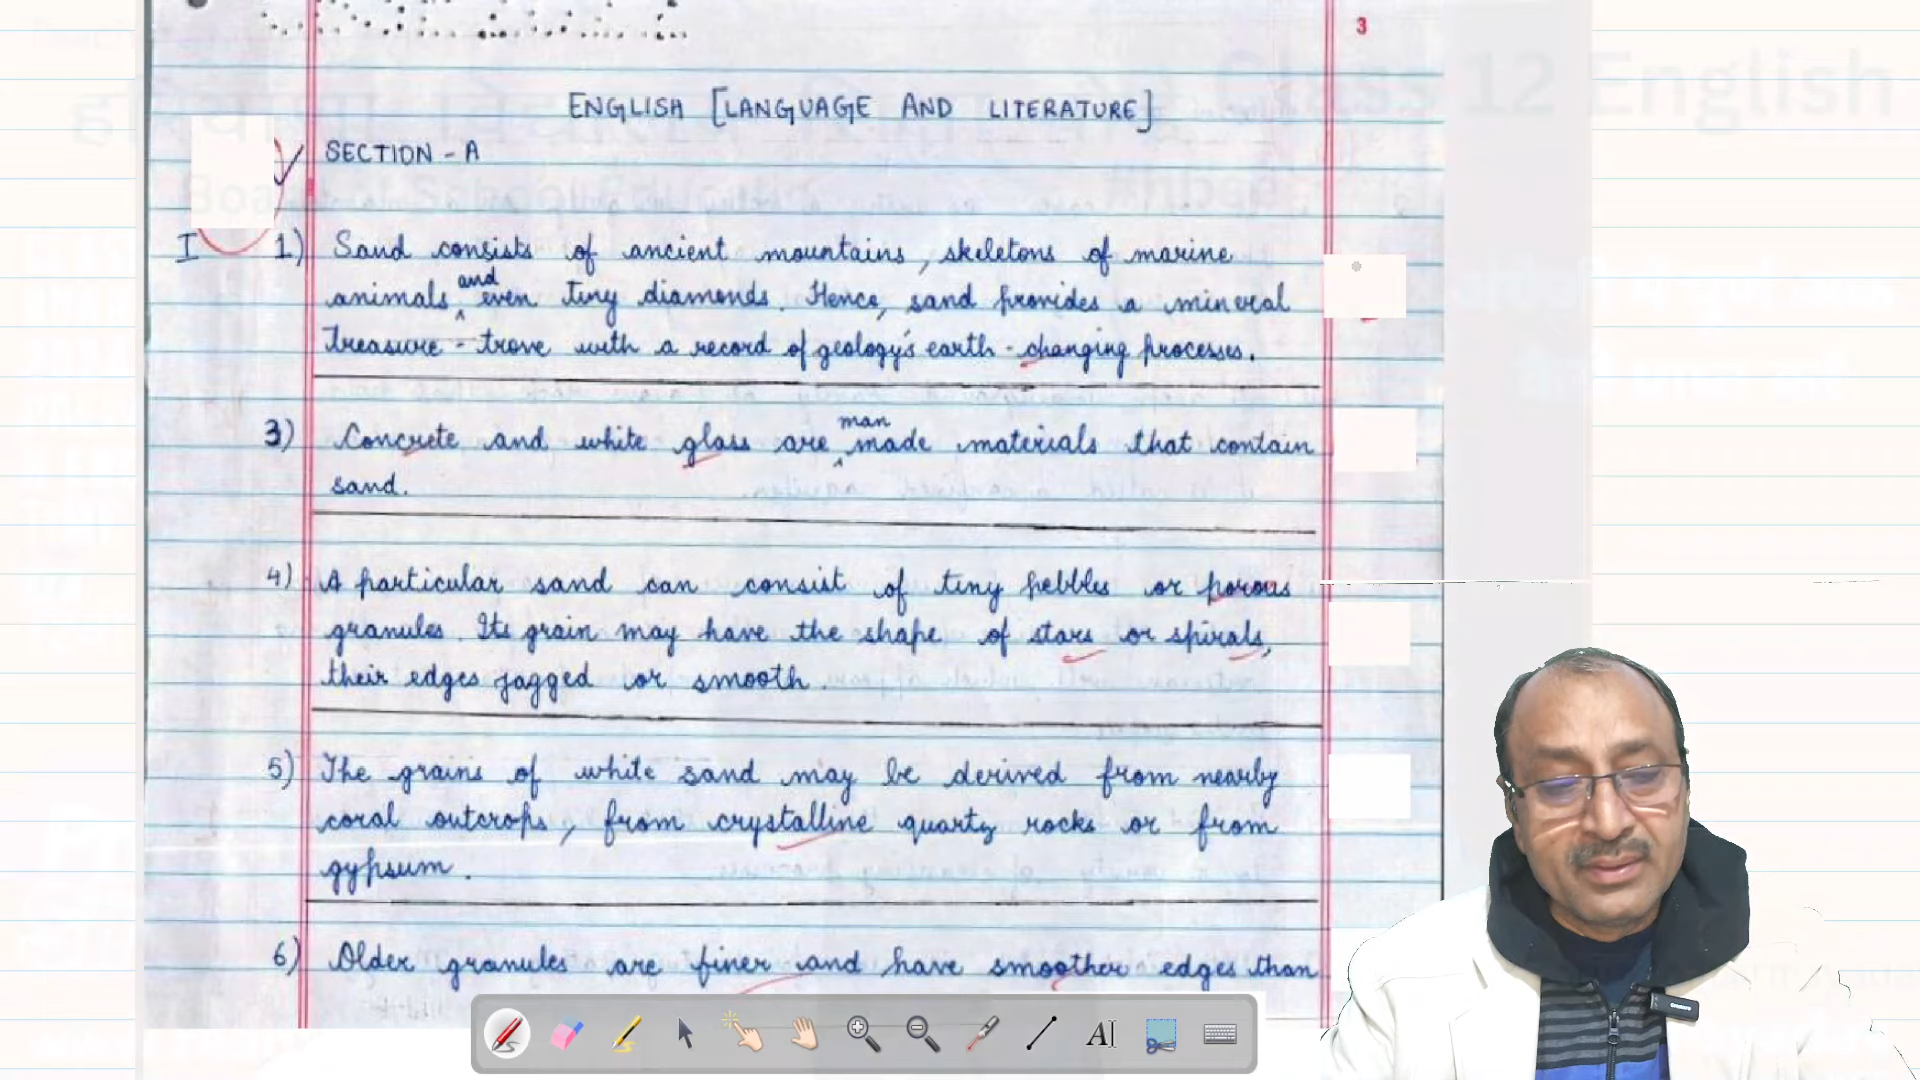 3
ENGLISH [LANGUAGE AND LITERATURE]
Class 12 English
SECTION - A
I 1) Sand consists of ancient mountains, skeletons of marine
animals and even tiny diamonds. Hence, sand provides a mineral
treasure - trove with a record of geology's earth - changing processes.
3) Concrete and white glass are man made materials that contain
sand.
4) A particular sand can consist of tiny pebbles or porous
granules. Its grain may have the shape of stars or spirals,
their edges jagged or smooth.
5) The grains of white sand may be derived from nearby
coral outcrops, from crystalline quartz rocks or from
gypsum.
6) Older granules are finer and have smoother edges than